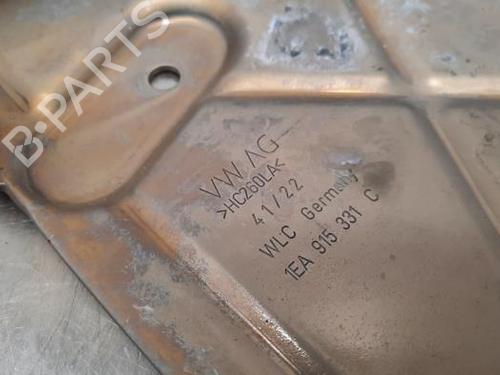 B-PARTS
VW AG
>HC260LA<
41/22
WLC Germany
1EA 915 331 C